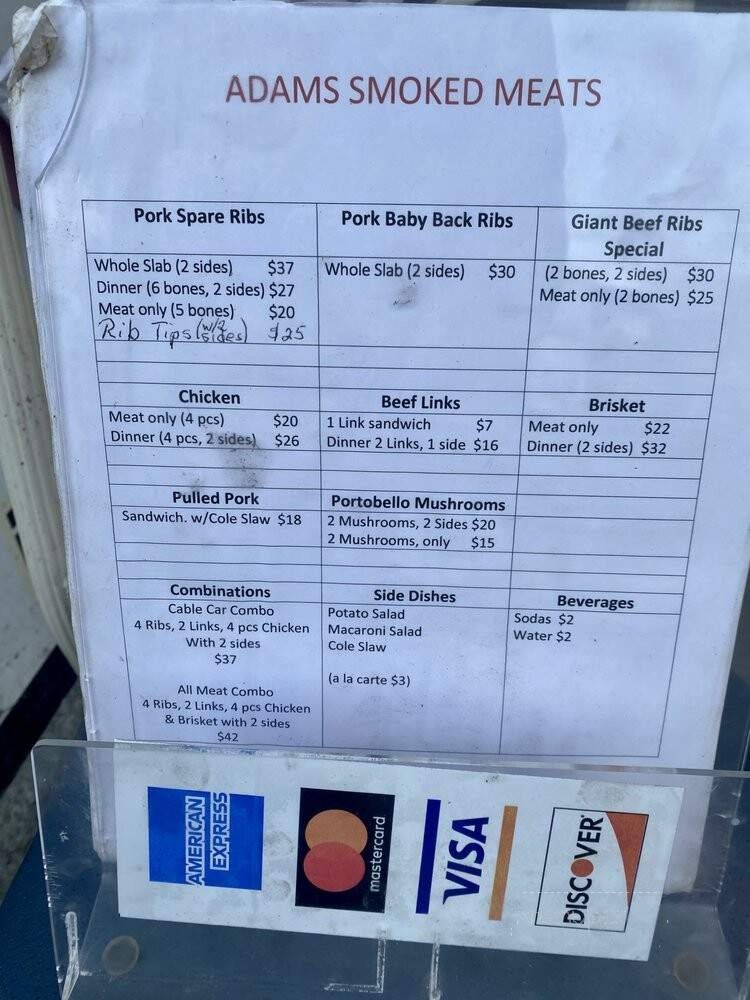 ADAMS SMOKED MEATS
Pork Spare Ribs
Whole Slab (2 sides) $37
Dinner (6 bones, 2 sides) $27
Meat only (5 bones) $20
Rib Tips (w/2 sides) $25
Pork Baby Back Ribs
Whole Slab (2 sides) $30
Giant Beef Ribs
Special
(2 bones, 2 sides) $30
Meat only (2 bones) $25
Chicken
Meat only (4 pcs) $20
Dinner (4 pcs, 2 sides) $26
Beef Links
1 Link sandwich $7
Dinner 2 Links, 1 side $16
Brisket
Meat only $22
Dinner (2 sides) $32
Pulled Pork
Sandwich. w/Cole Slaw $18
Portobello Mushrooms
2 Mushrooms, 2 Sides $20
2 Mushrooms, only $15
Combinations
Cable Car Combo
4 Ribs, 2 Links, 4 pcs Chicken
With 2 sides
$37
All Meat Combo
4 Ribs, 2 Links, 4 pcs Chicken
& Brisket with 2 sides
$42
Side Dishes
Potato Salad
Macaroni Salad
Cole Slaw
(a la carte $3)
Beverages
Sodas $2
Water $2
AMERICAN
EXPRESS
mastercard
VISA
DISCOVER